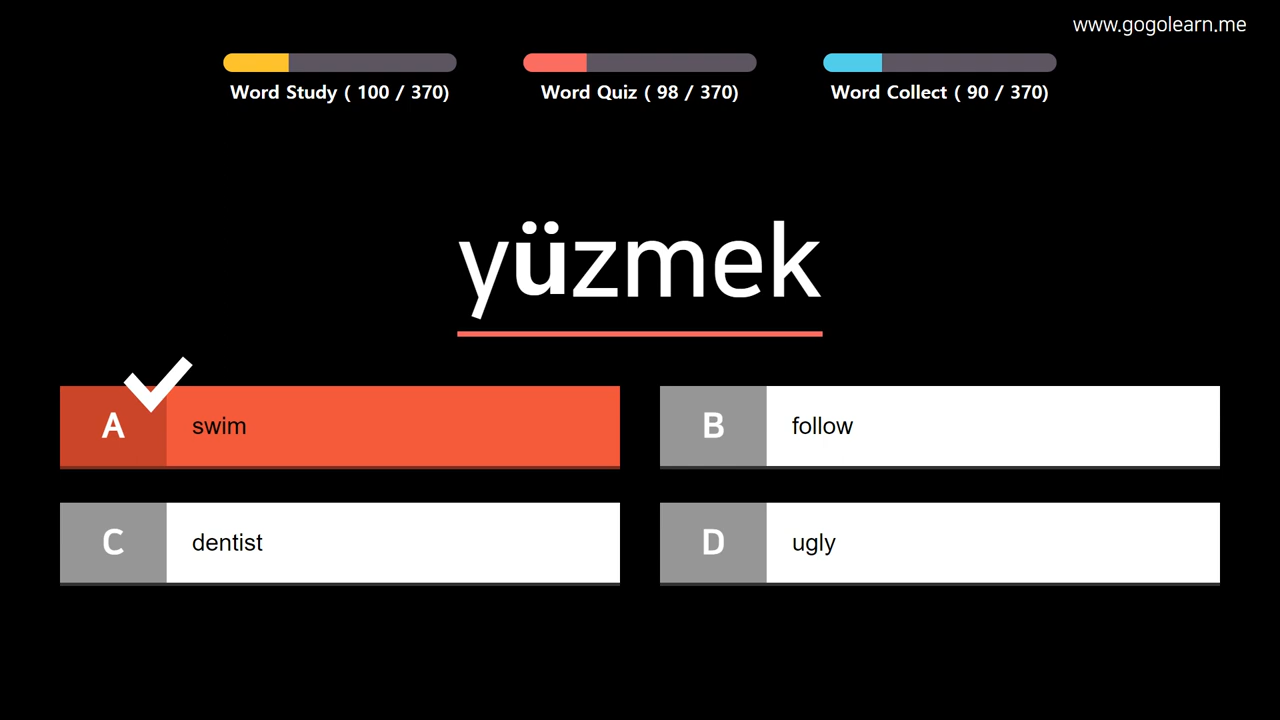 www.gogolearn.me
Word Study ( 100 / 370)
Word Quiz ( 98 / 370)
Word Collect ( 90 / 370)
yüzmek
A swim
B follow
C dentist
D ugly